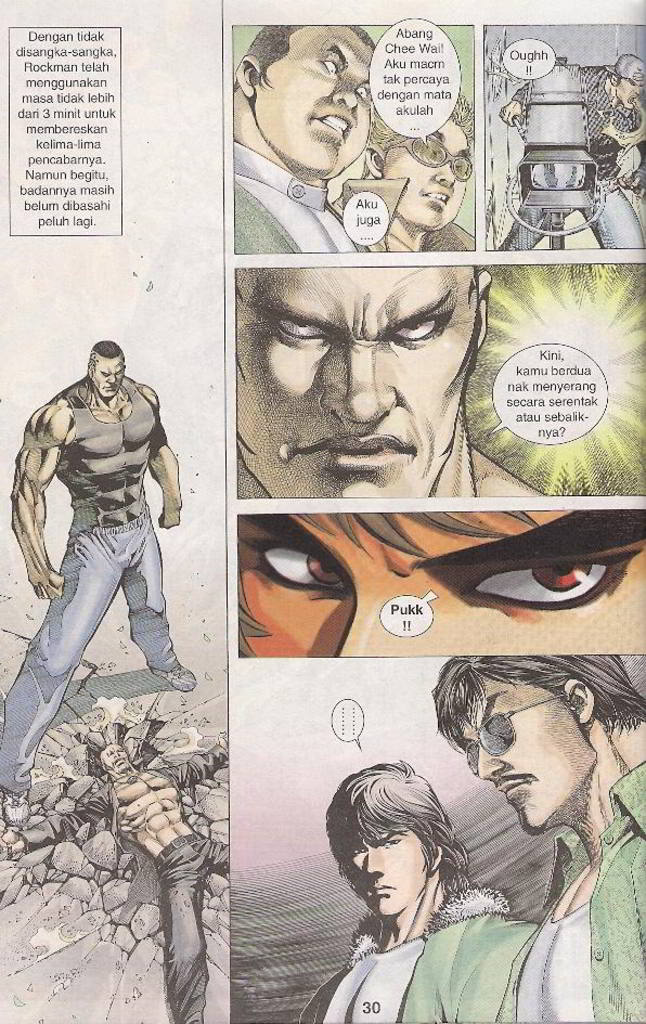 Dengan tidak
disangka-sangka,
Rockman telah
menggunakan
masa tidak lebih
dari 3 minit untuk
membereskan
kelima-lima
pencabarnya.
Namun begitu,
badannya masih
belum dibasahi
peluh lagi.
Abang
Chee Wai!
Aku macm
tak percaya
dengan mata
akulah
...
Aku
juga
...
Oughh
!!
Kini,
kamu berdua
nak menyerang
secara serentak
atau sebalik-
nya?
Pukk
!!
30